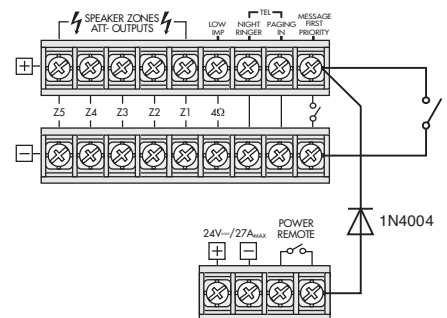 SPEAKER ZONES
ATT- OUTPUTS
LOW
IMP
TEL
NIGHT
RINGER
PAGING
IN
MESSAGE
FIRST
PRIORITY
+
Z5 Z4 Z3 Z2 Z1 4Ω
−
24V⎓/27AMAX
POWER
REMOTE
+ −
1N4004